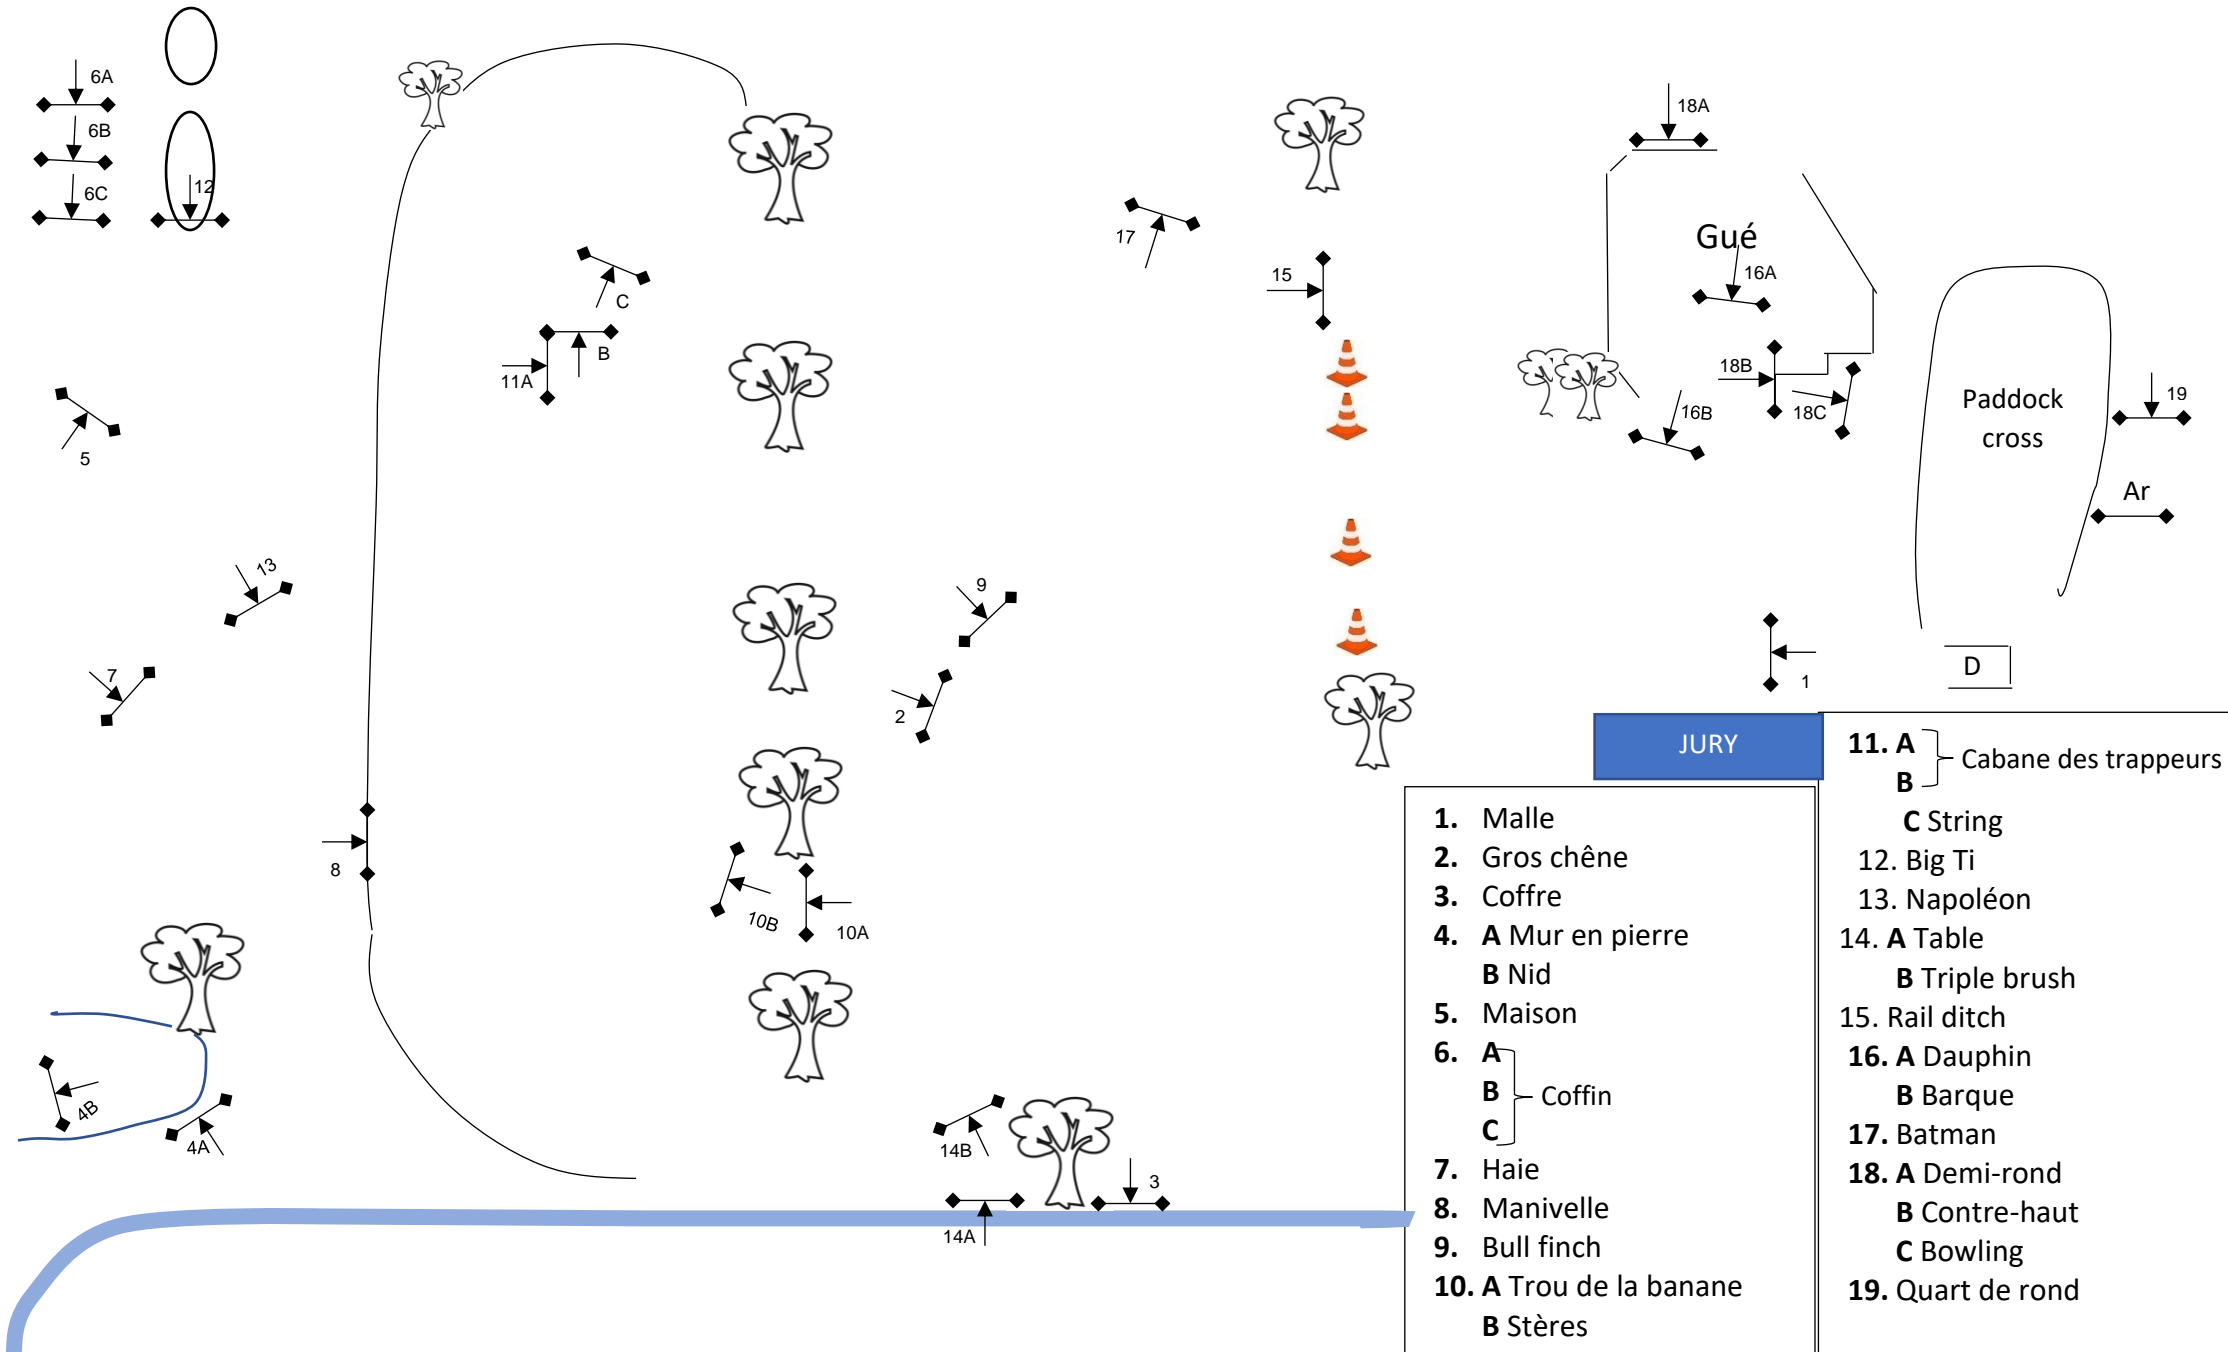 6A
6B
6C
12
18A
17
Gué
16A
15
C
B
11A
18B
18C
16B
Paddock
cross
19
5
Ar
13
9
7
2
1
D
JURY
8
10B
10A
4B
4A
14B
3
14A
1. Malle
2. Gros chêne
3. Coffre
4. A Mur en pierre
B Nid
5. Maison
6. A
B
Coffin
C
7. Haie
8. Manivelle
9. Bull finch
10. A Trou de la banane
B Stères
11. A
Cabane des trappeurs
B
C String
12. Big Ti
13. Napoléon
14. A Table
B Triple brush
15. Rail ditch
16. A Dauphin
B Barque
17. Batman
18. A Demi-rond
B Contre-haut
C Bowling
19. Quart de rond